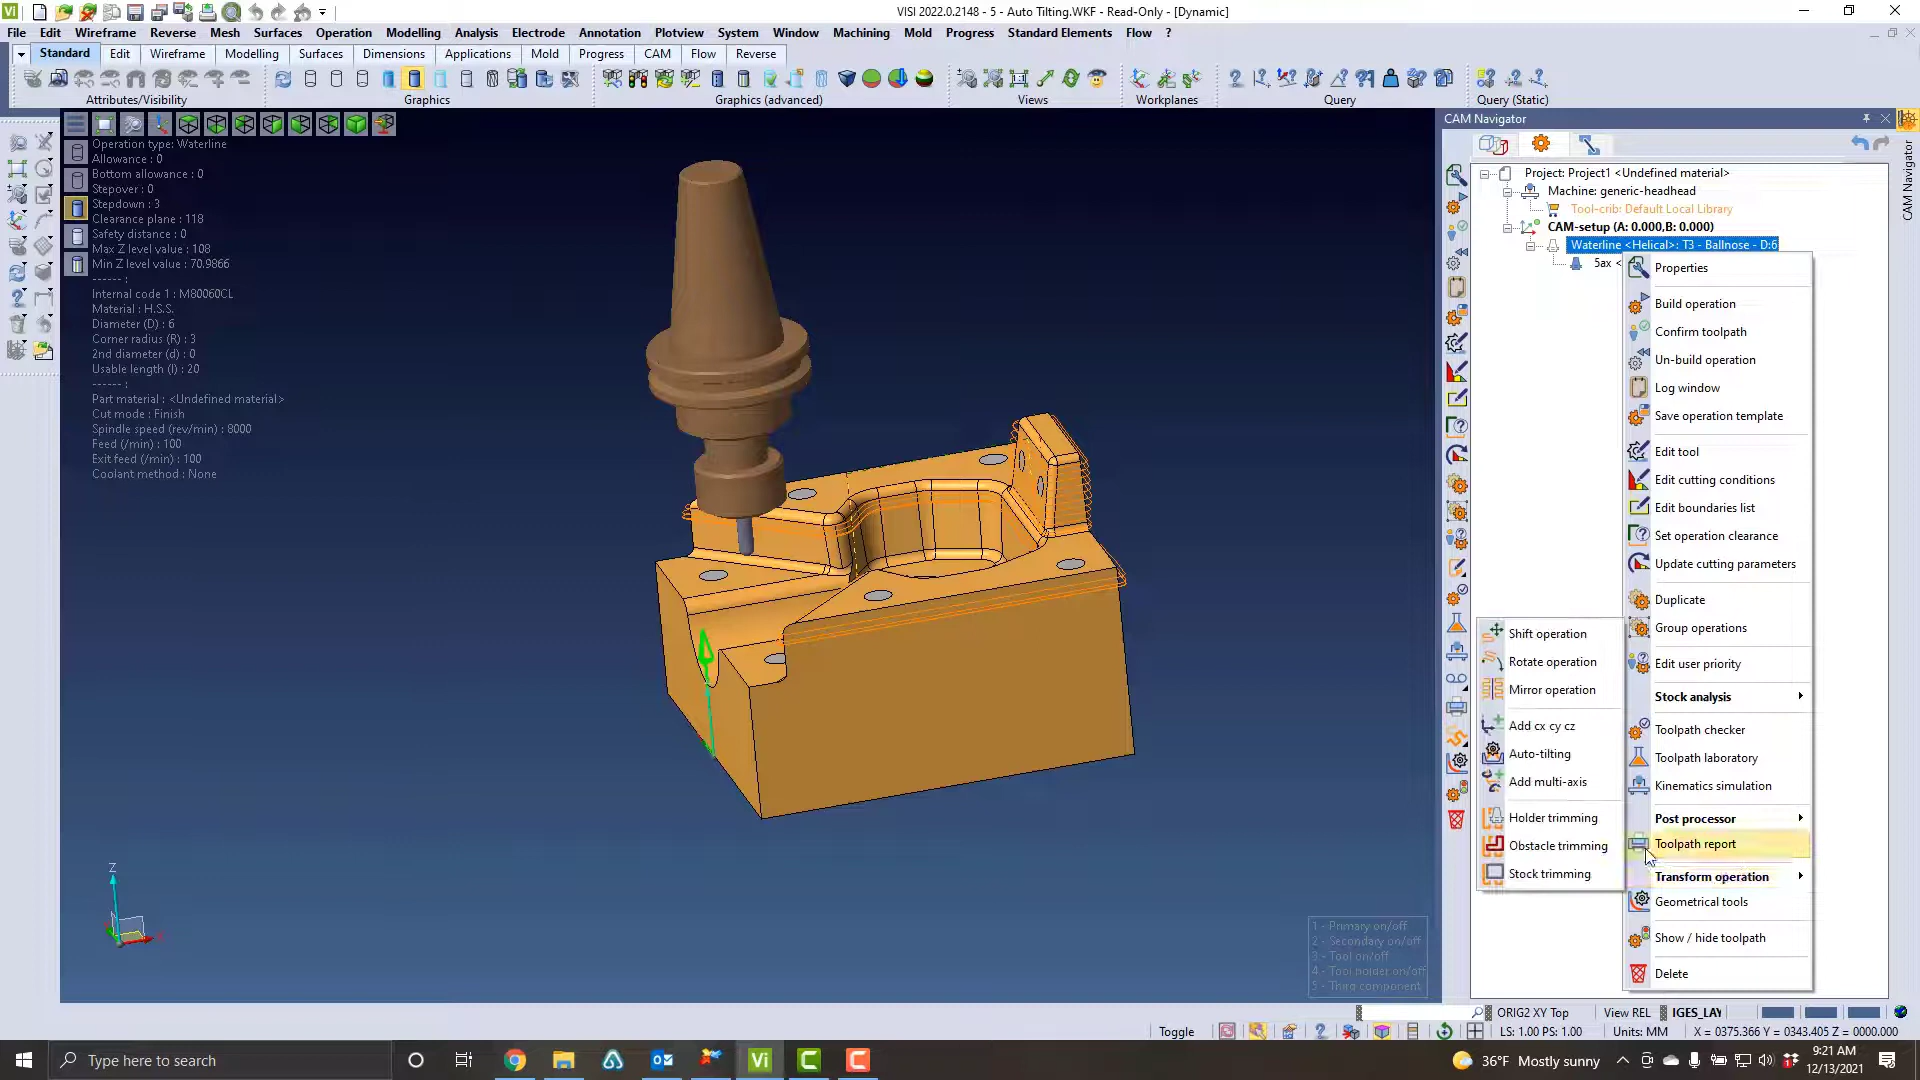 VISI 2022.0.2148 - 5 - Auto Tilting.WKF - Read-Only - [Dynamic]
File Edit Wireframe Reverse Mesh Surfaces Operation Modelling Analysis Electrode Annotation Plotview System Window Machining Mold Progress Standard Elements Flow ?
Standard Edit Wireframe Modelling Surfaces Dimensions Applications Mold Progress CAM Flow Reverse
Attributes/Visibility Graphics Graphics (advanced) Views Workplanes Query Query (Static)
Operation type: Waterline
Allowance : 0
Bottom allowance : 0
Stepover : 0
Stepdown : 3
Clearance plane : 118
Safety distance : 0
Max Z level value : 108
Min Z level value : 70.9866
------ :
Internal code 1 : M80060CL
Material : H.S.S.
Diameter (D) : 6
Corner radius (R) : 3
2nd diameter (d) : 0
Usable length (l) : 20
------ :
Part material : <Undefined material>
Cut mode : Finish
Spindle speed (rev/min) : 8000
Feed (/min) : 100
Exit feed (/min) : 100
Coolant method : None
Z
1 - Primary on/off
2 - Secondary on/off
3 - Tool on/off
4 - Tool holder on/off
5 - Third component
CAM Navigator
CAM Navigator
Project: Project1 <Undefined material>
Machine: generic-headhead
Tool-crib: Default Local Library
CAM-setup (A: 0.000,B: 0.000)
Waterline <Helical>: T3 - Ballnose - D:6
5ax <
Properties
Build operation
Confirm toolpath
Un-build operation
Log window
Save operation template
Edit tool
Edit cutting conditions
Edit boundaries list
Set operation clearance
Update cutting parameters
Duplicate
Group operations
Edit user priority
Stock analysis
Toolpath checker
Toolpath laboratory
Kinematics simulation
Post processor
Toolpath report
Transform operation
Geometrical tools
Show / hide toolpath
Delete
Shift operation
Rotate operation
Mirror operation
Add cx cy cz
Auto-tilting
Add multi-axis
Holder trimming
Obstacle trimming
Stock trimming
ORIG2 XY Top View REL IGES_LAY
Toggle LS: 1.00 PS: 1.00 Units: MM X = 0375.366 Y = 0343.405 Z = 0000.000
Type here to search
36°F Mostly sunny
9:21 AM
12/13/2021